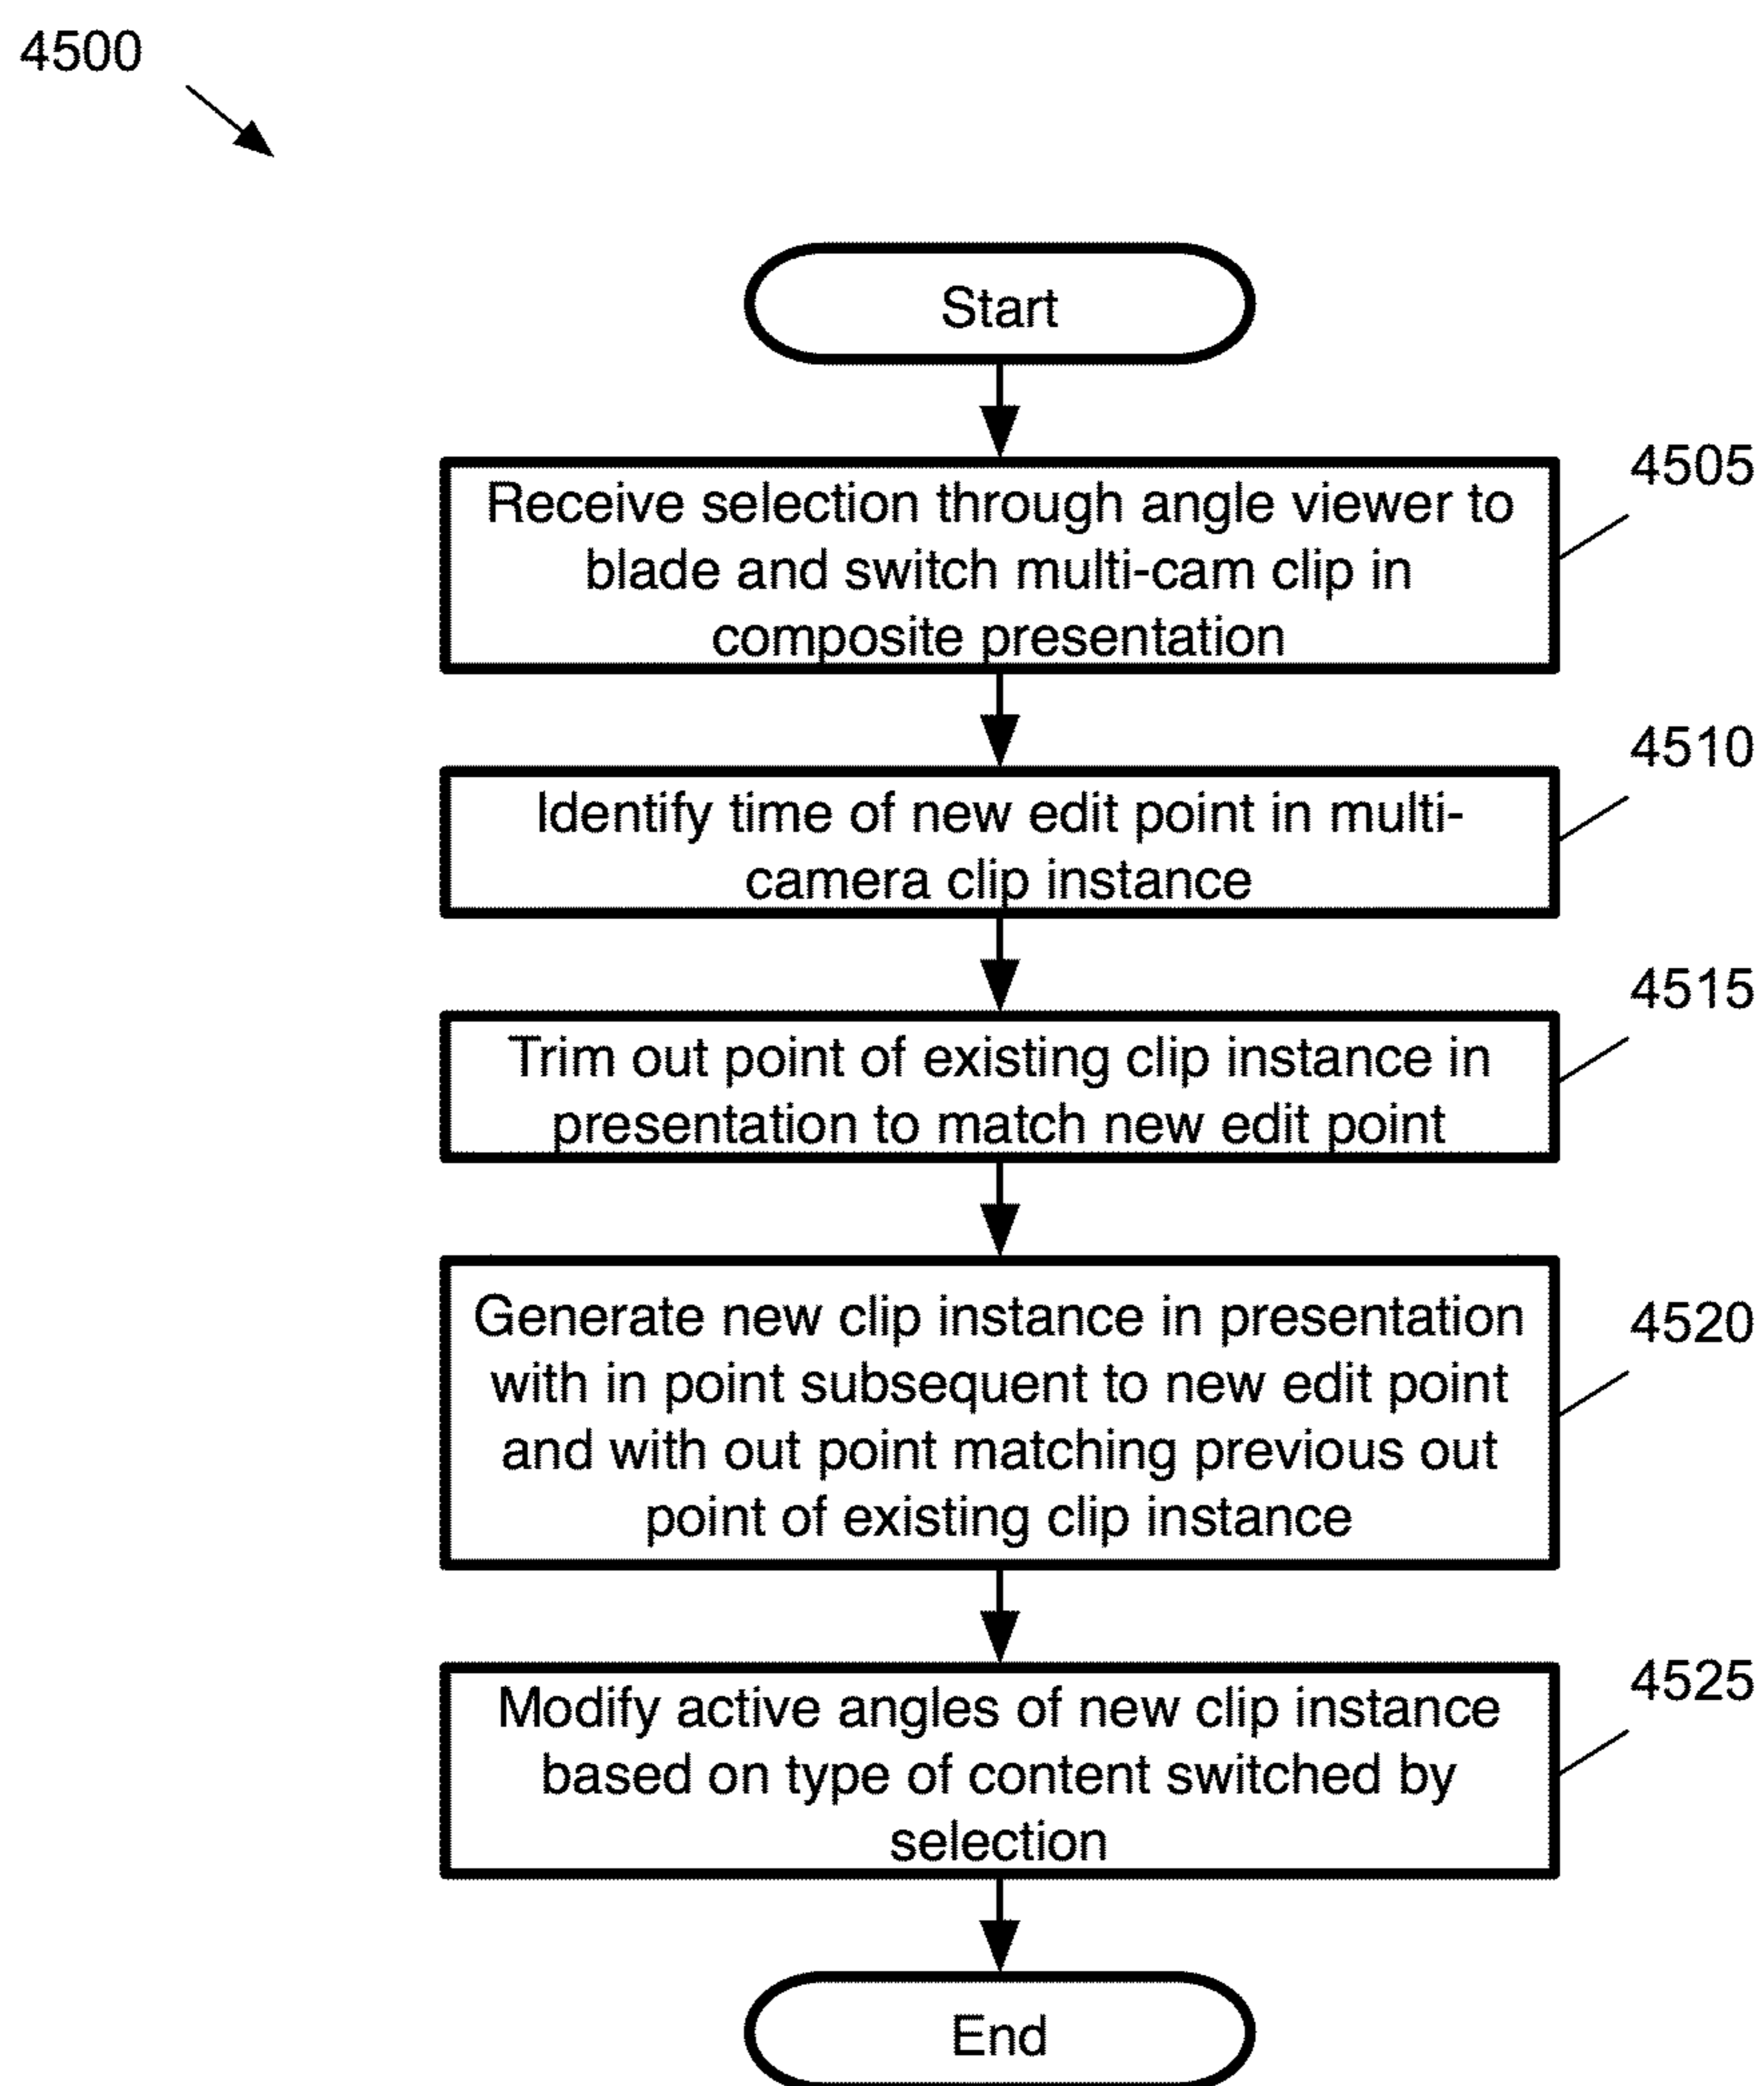 4500
Start
4505
Receive selection through angle viewer to
blade and switch multi-cam clip in
composite presentation
4510
Identify time of new edit point in multi-
camera clip instance
4515
Trim out point of existing clip instance in
presentation to match new edit point
4520
Generate new clip instance in presentation
with in point subsequent to new edit point
and with out point matching previous out
point of existing clip instance
4525
Modify active angles of new clip instance
based on type of content switched by
selection
End